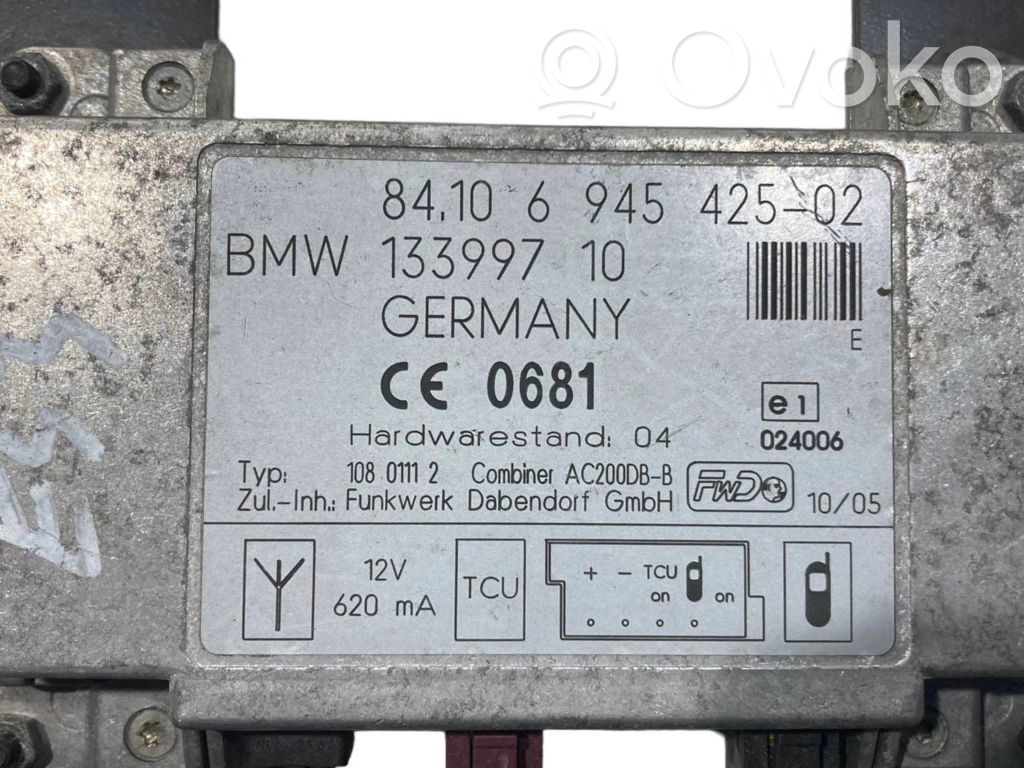 Ovoko
84.10 6 945 425-02
BMW 133997 10
GERMANY
E
CE 0681
e1
Hardwarestand: 04
024006
Typ: 108 0111 2 Combiner AC200DB-B
FWD
Zul.-Inh.: Funkwerk Dabendorf GmbH
10/05
12V
620 mA
TCU
+ - TCU
on on